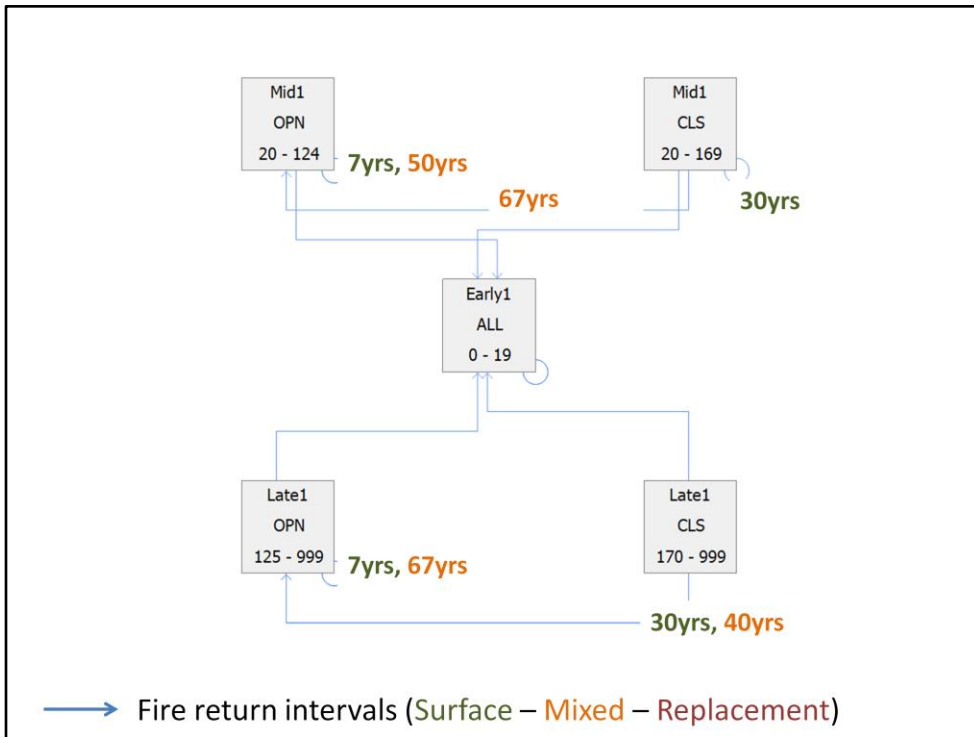 Mid1
OPN
20 - 124
7yrs, 50yrs
Mid1
CLS
20 - 169
67yrs
30yrs
Early1
ALL
0 - 19
Late1
OPN
125 - 999
7yrs, 67yrs
Late1
CLS
170 - 999
30yrs, 40yrs
Fire return intervals (Surface – Mixed – Replacement)